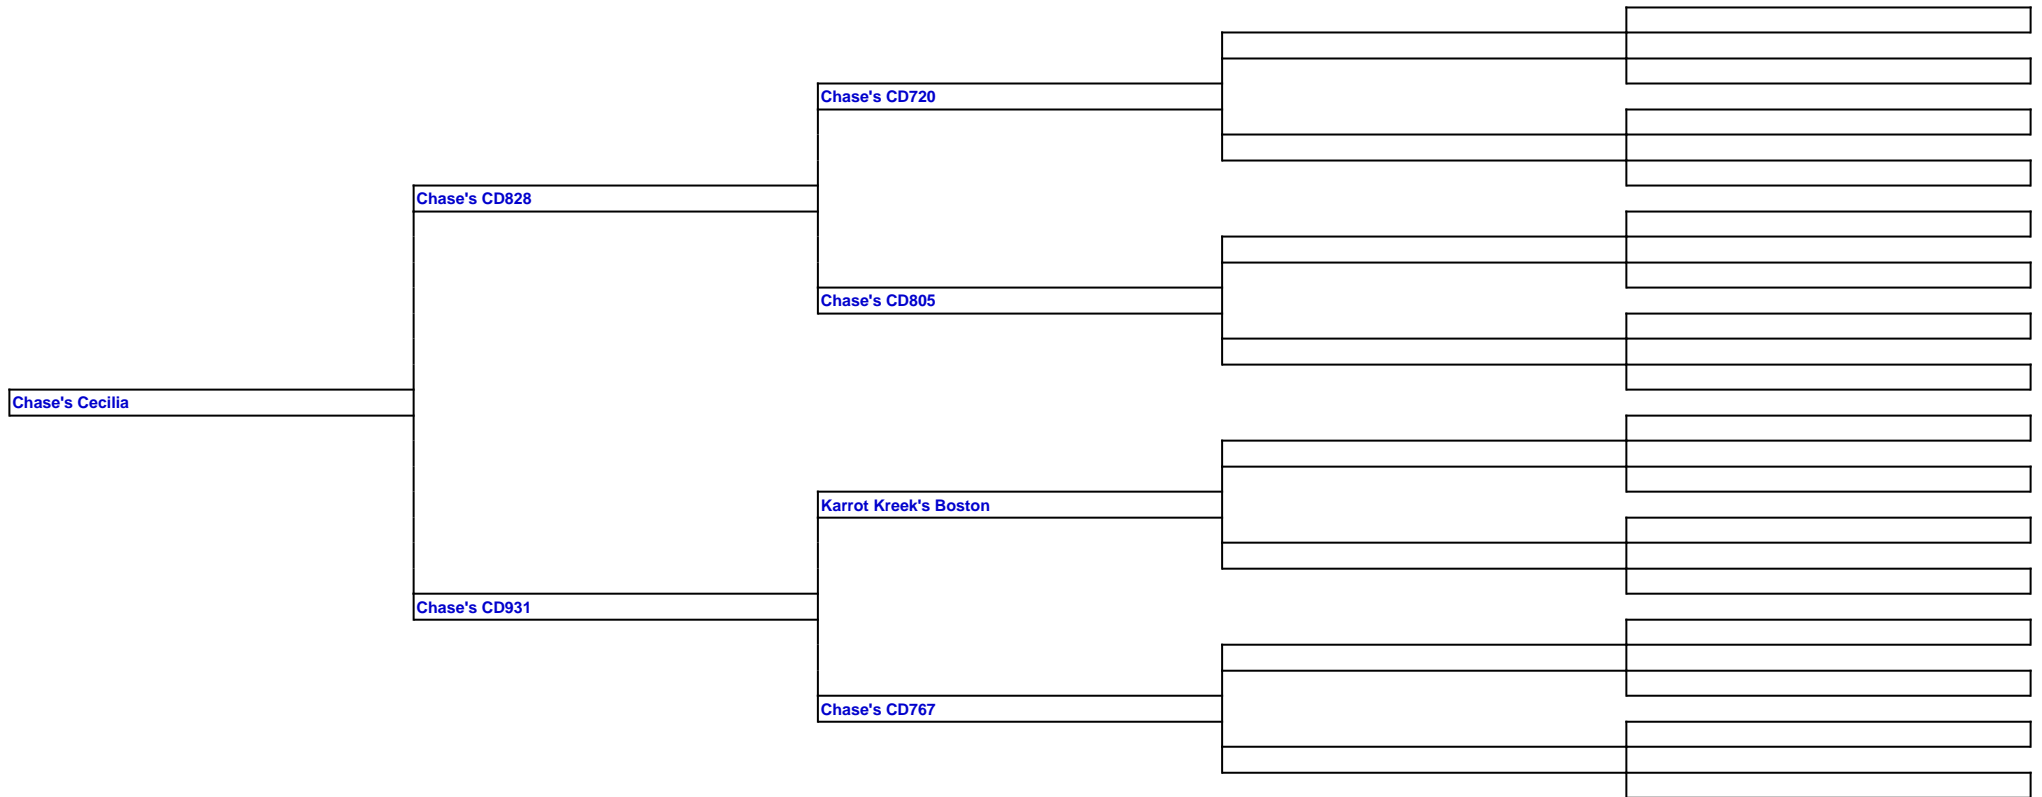 Chase's CD720
Chase's CD828
Chase's CD805
Chase's Cecilia
Karrot Kreek's Boston
Chase's CD931
Chase's CD767